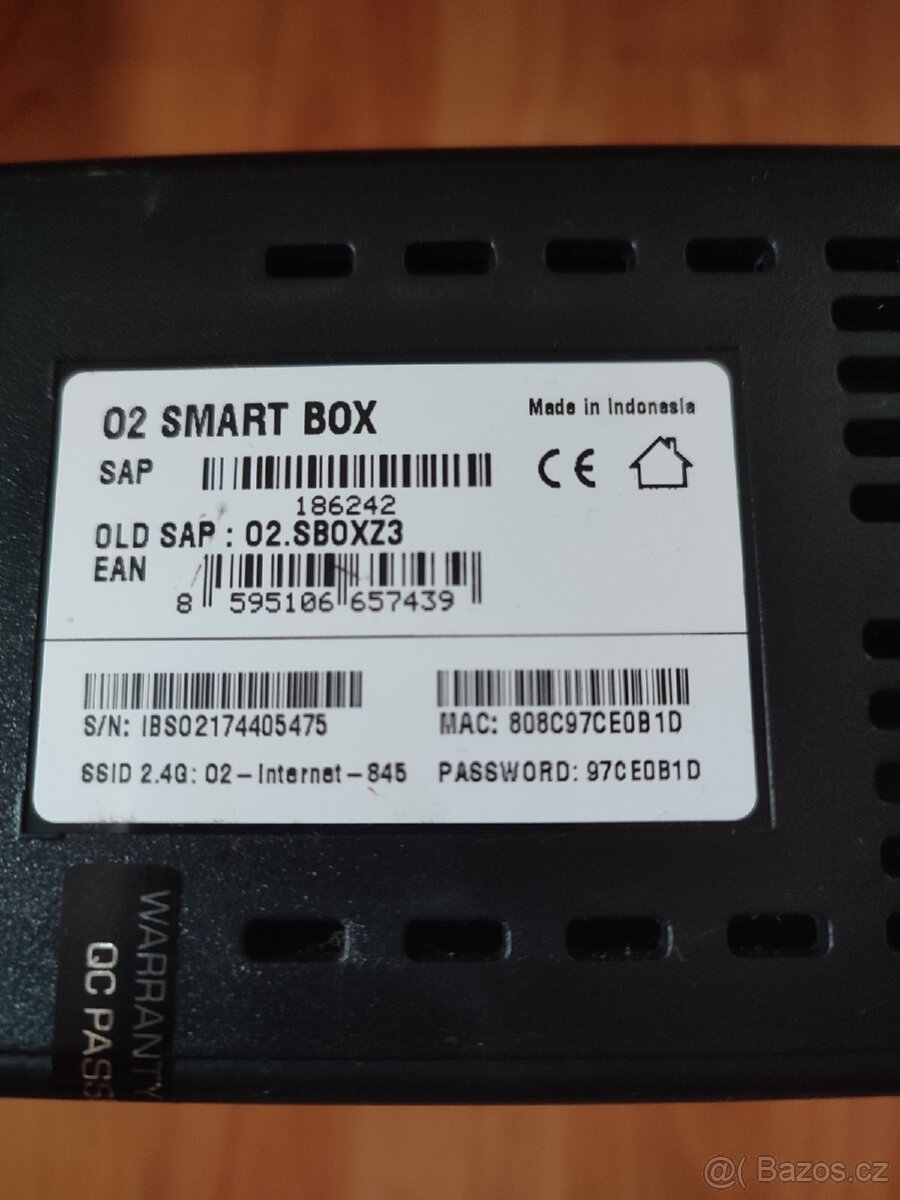 O2 SMART BOX
Made in Indonesia
SAP
186242
CE
OLD SAP : O2.SBOXZ3
EAN
8 595106 657439
S/N: IBS02174405475
MAC: 808C97CE0B1D
SSID 2.4G: O2-Internet-845
PASSWORD: 97CE0B1D
WARRANTY
QC PASS
@( Bazos.cz